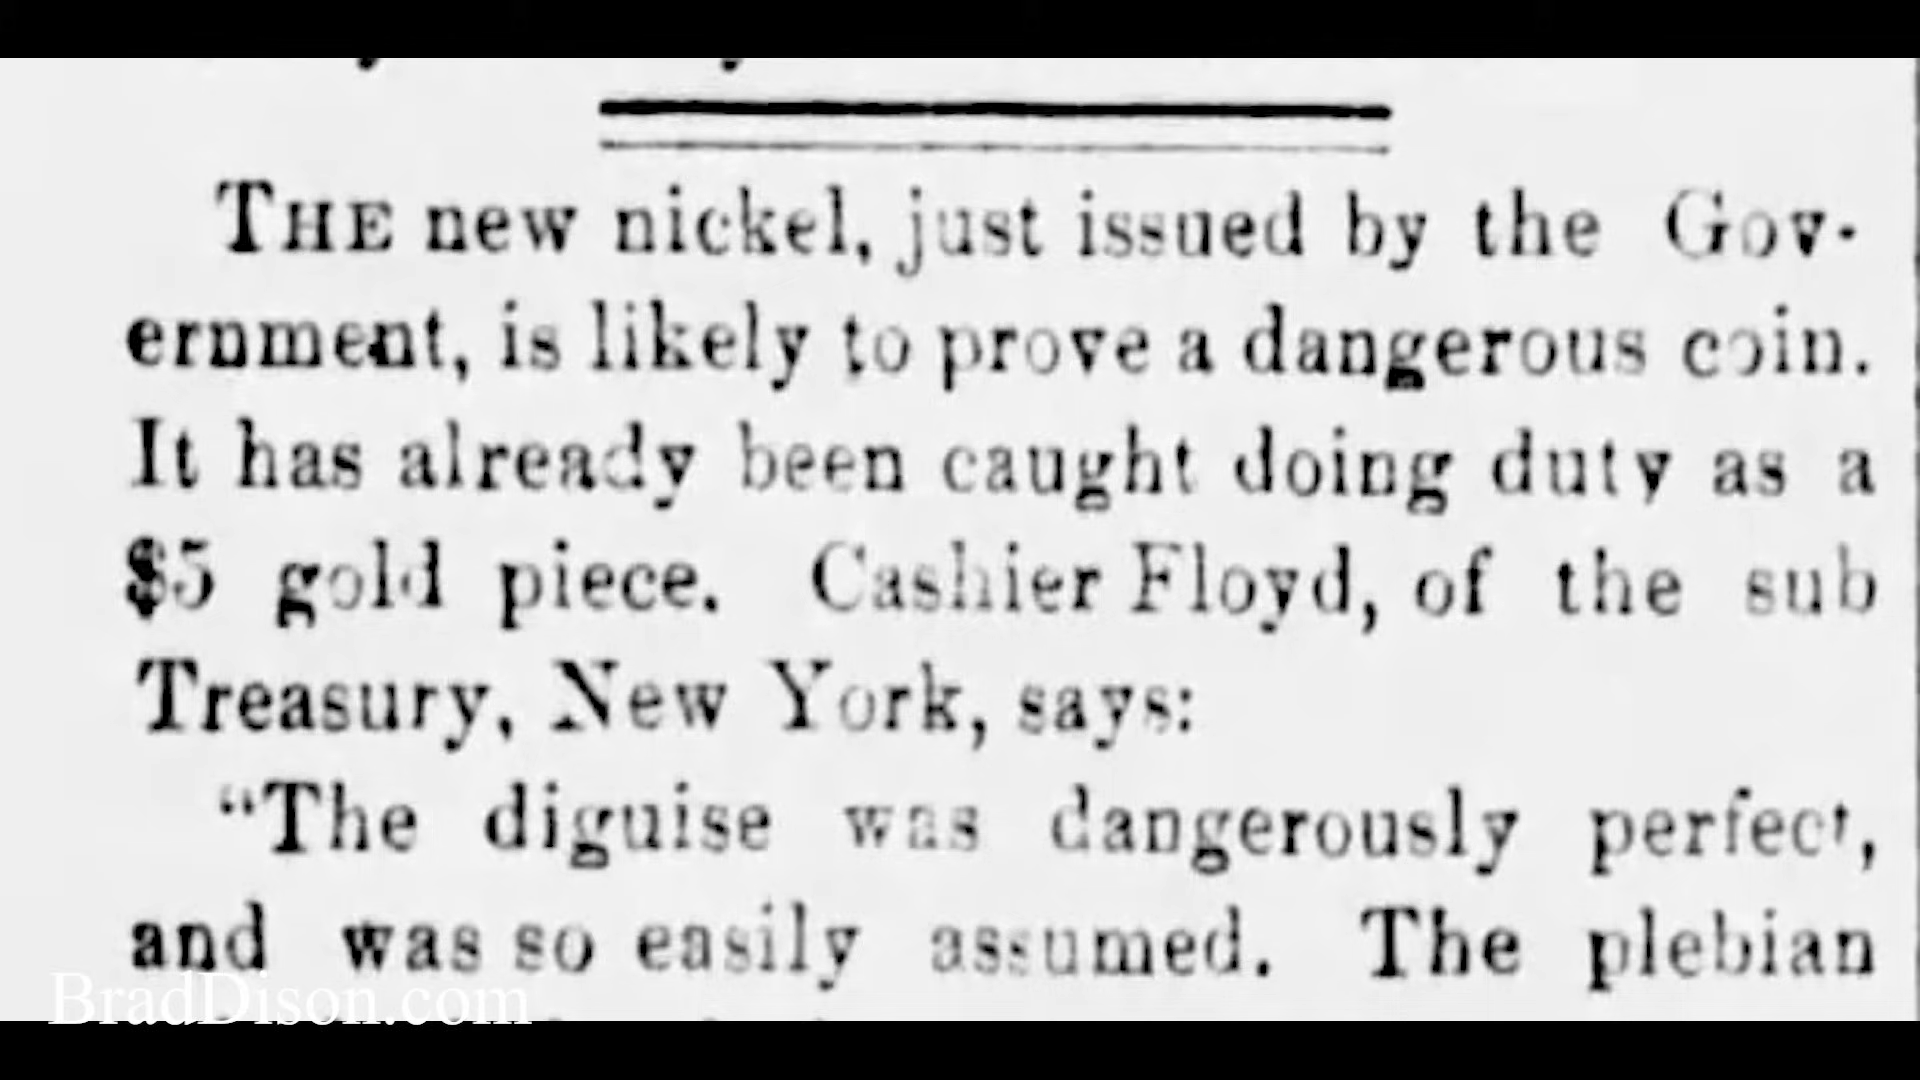 THE new nickel, just issued by the Gov-
ernment, is likely to prove a dangerous coin.
It has already been caught doing duty as a
$5 gold piece. Cashier Floyd, of the sub
Treasury, New York, says:
"The diguise was dangerously perfect,
and was so easily assumed. The plebian
BradDison.com